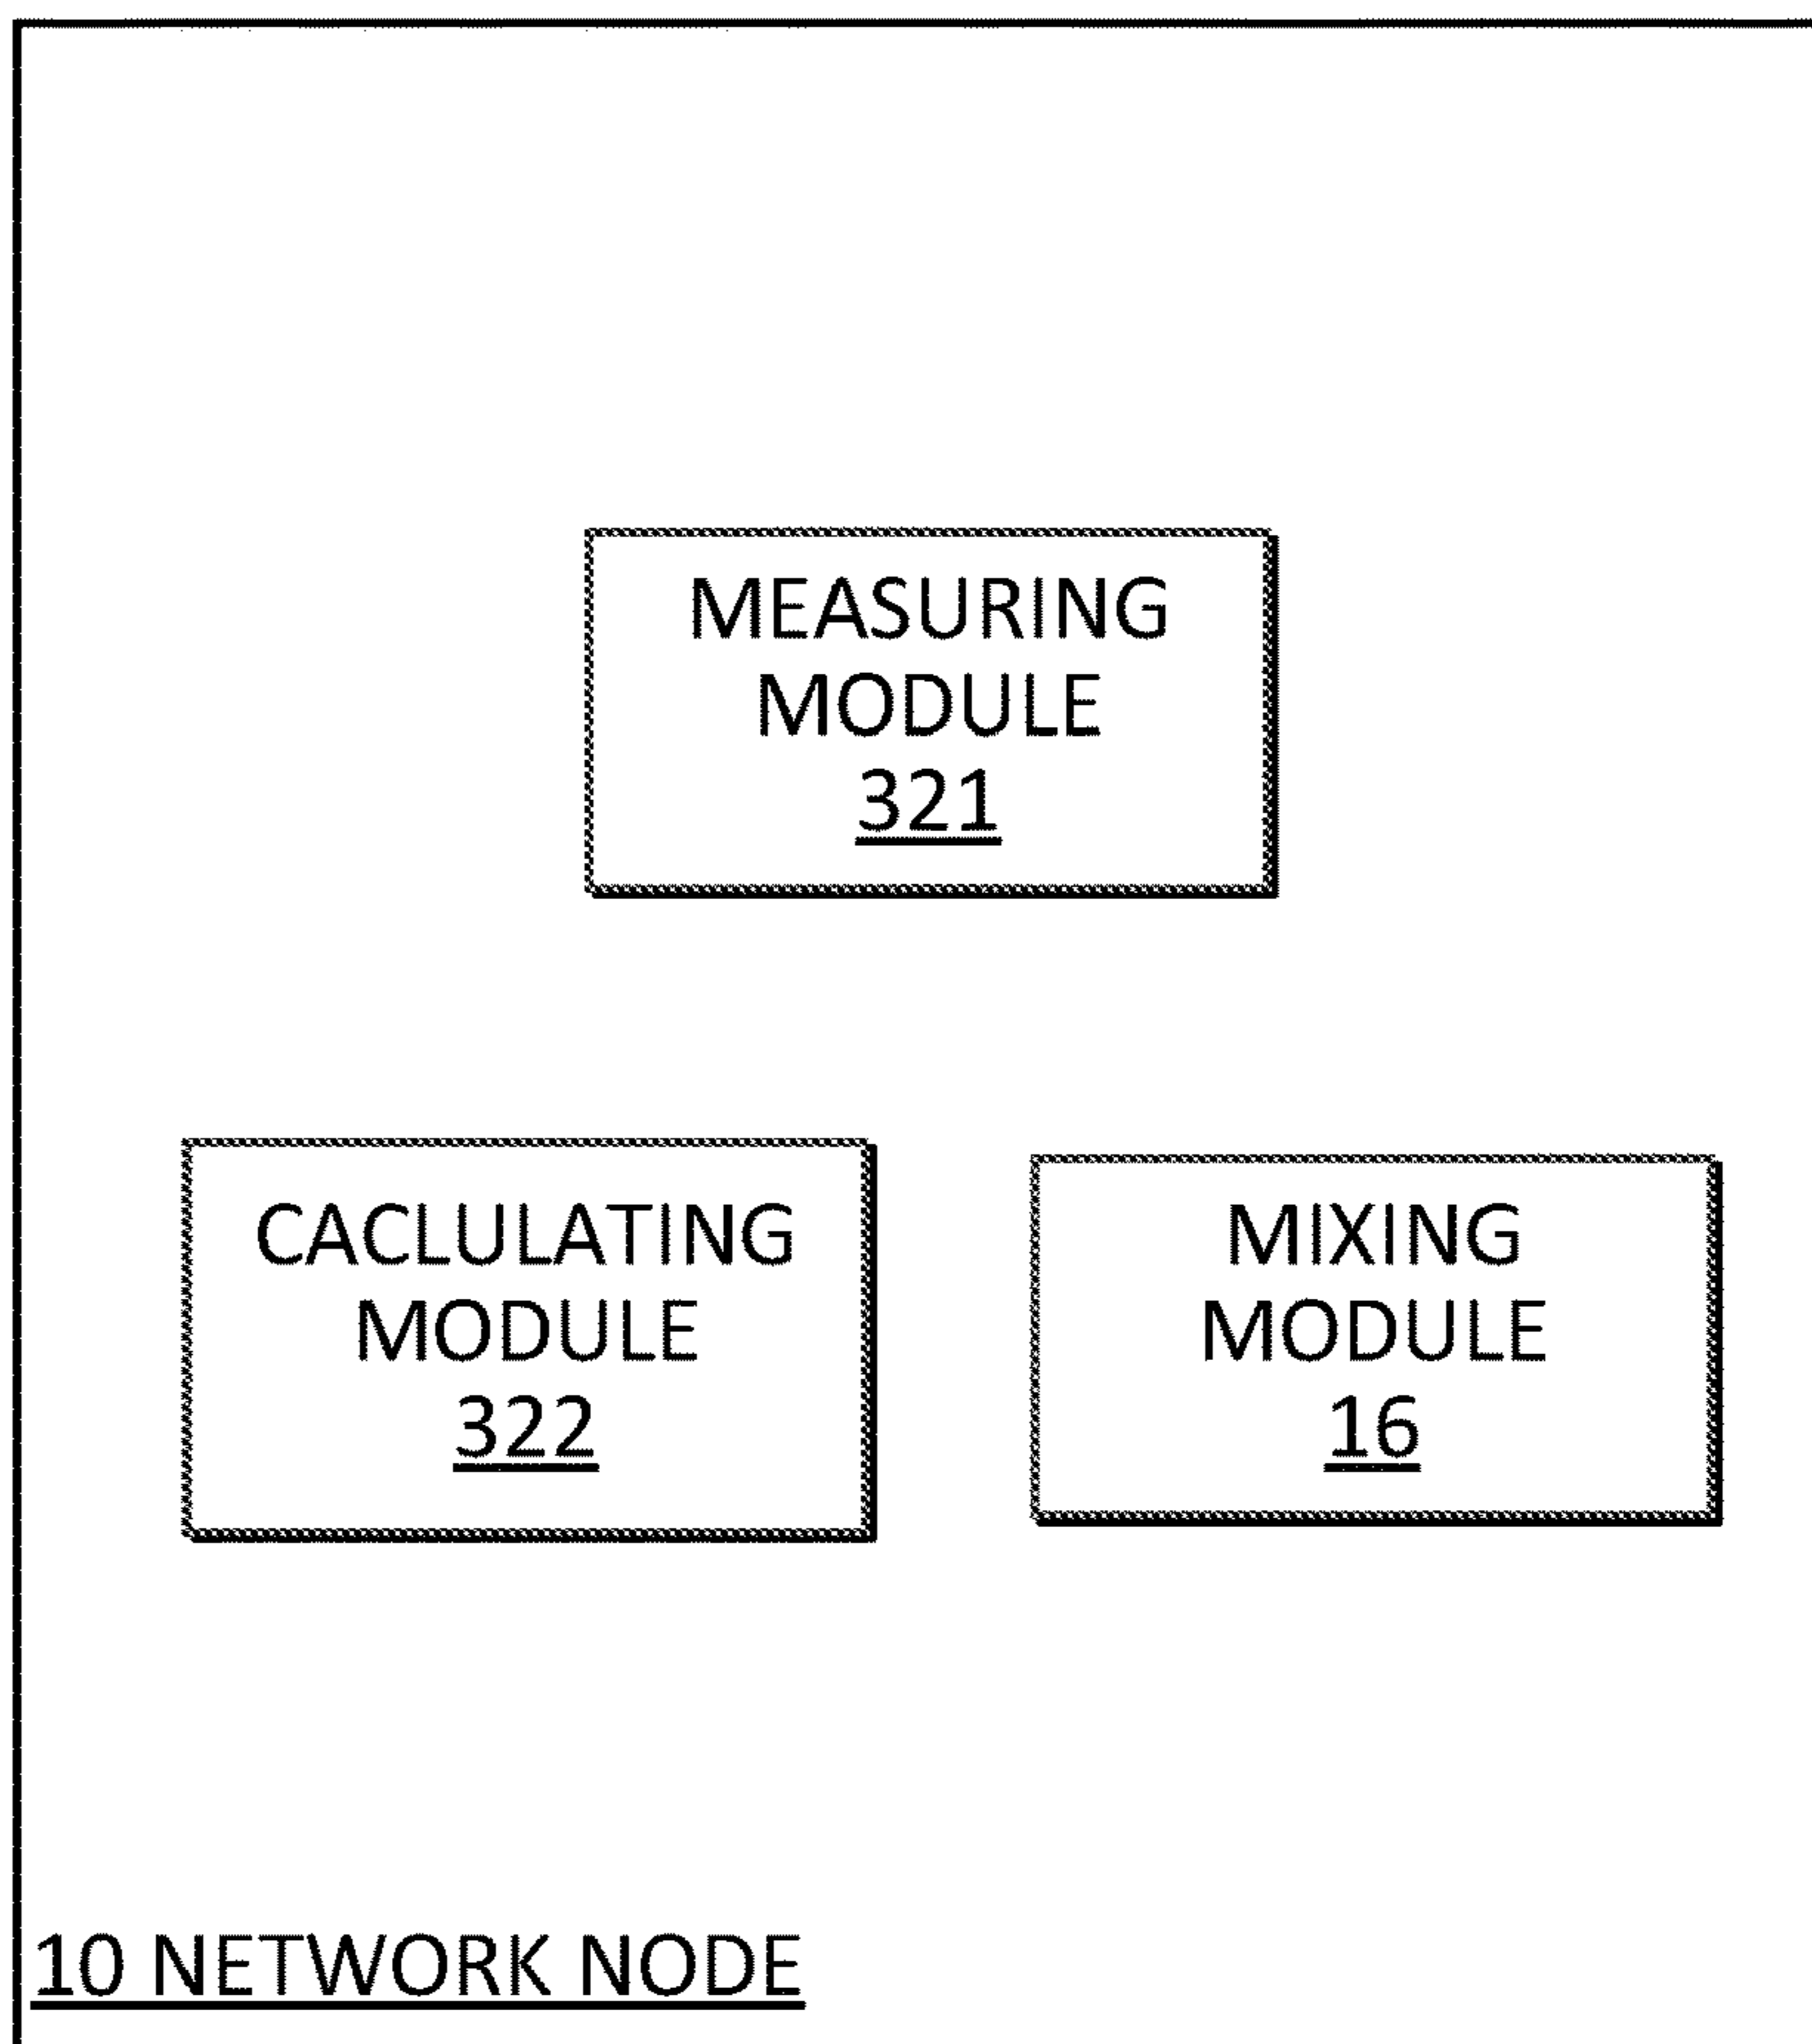 MEASURING
MODULE
321
CACLULATING
MODULE
322
MIXING
MODULE
16
10 NETWORK NODE